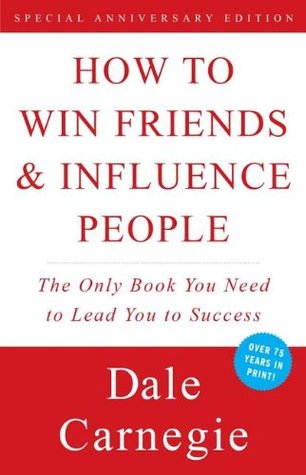 SPECIAL ANNIVERSARY EDITION
HOW TO
WIN FRIENDS
& INFLUENCE
PEOPLE
The Only Book You Need
to Lead You to Success
OVER 75
YEARS IN
PRINT!
Dale
Carnegie